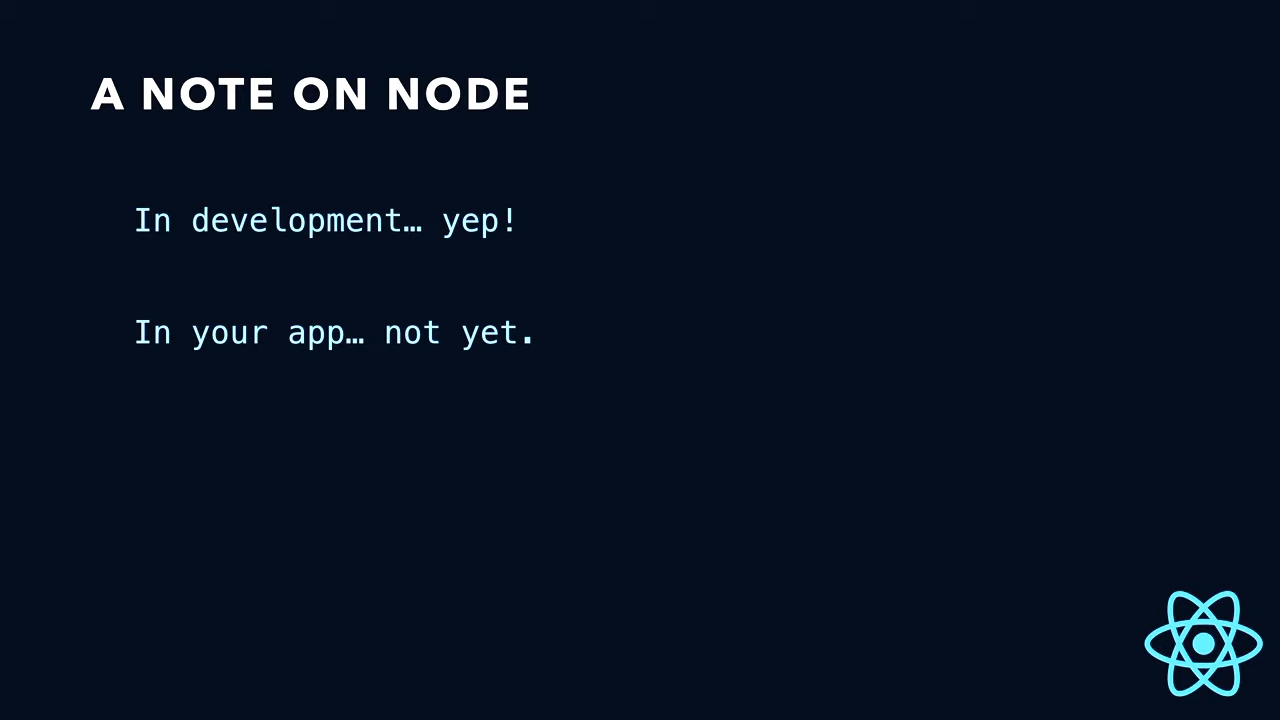 A NOTE ON NODE
In development… yep!
In your app… not yet.